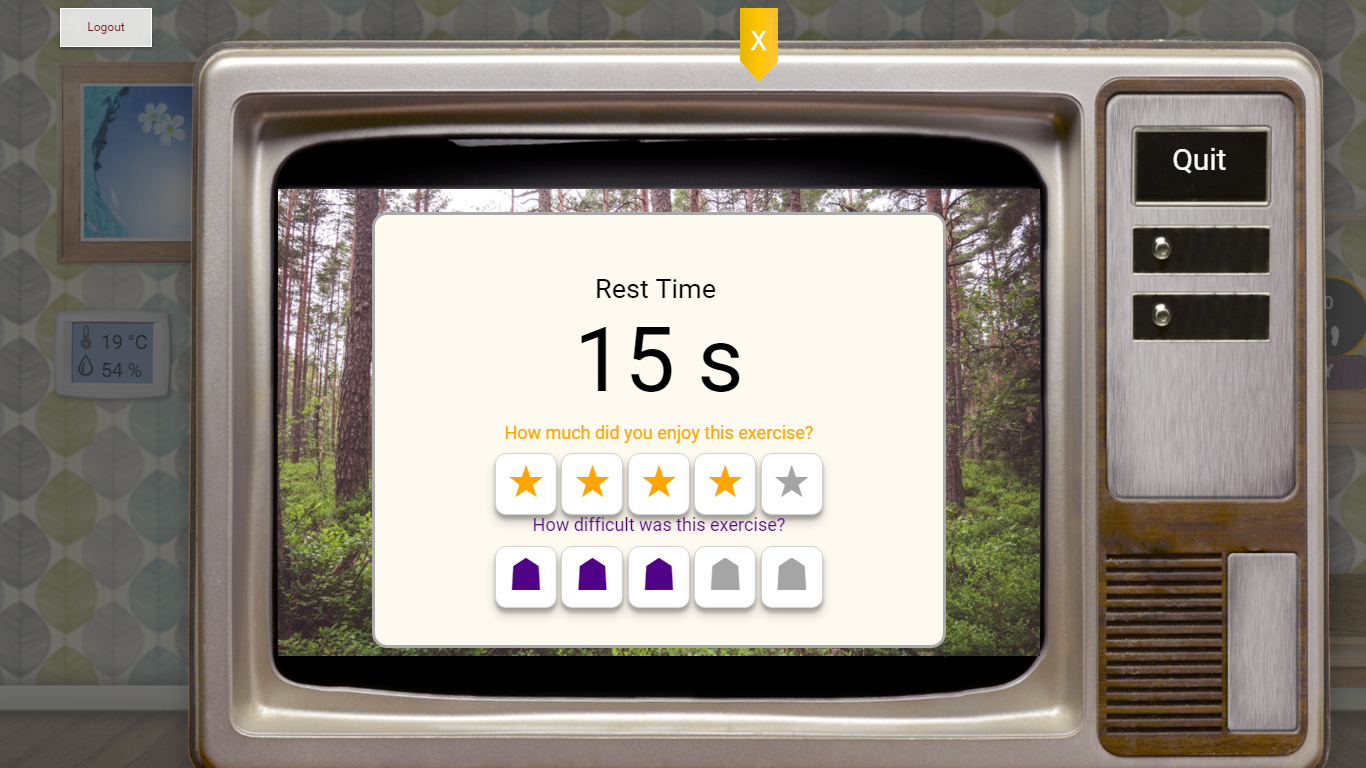 Logout
X
Quit
19 °C
54 %
Rest Time
15 s
How much did you enjoy this exercise?
How difficult was this exercise?